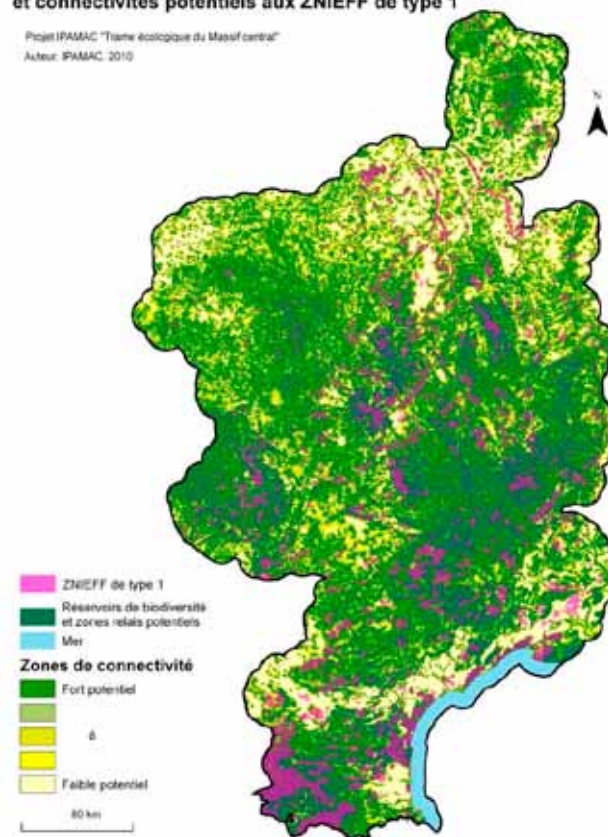 et connectivités potentiels aux ZNIEFF de type 1
Projet IPAMAC "Trame écologique du Massif central"
Auteur: IPAMAC, 2010
N
ZNIEFF de type 1
Réservoirs de biodiversité
et zones relais potentiels
Mer
Zones de connectivité
Fort potentiel
à
Faible potentiel
80 km